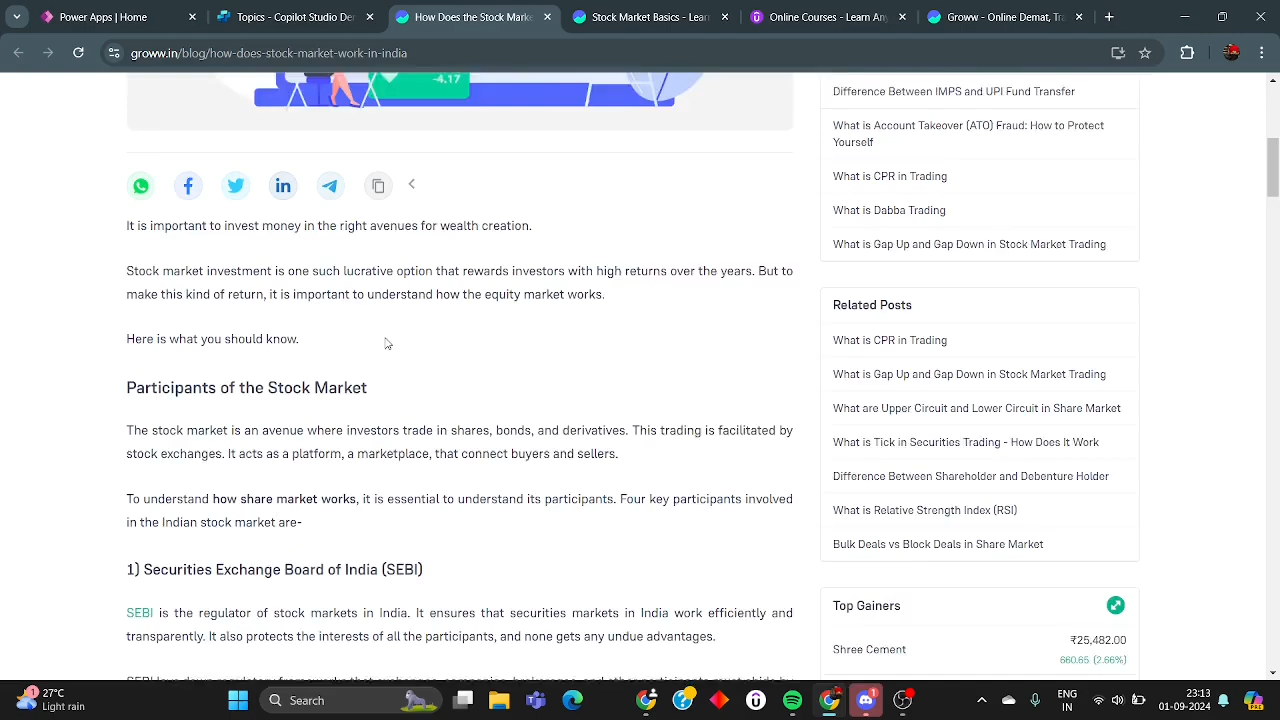 Power Apps | Home
Topics - Copilot Studio Dev
How Does the Stock Marke
Stock Market Basics - Learn
Online Courses - Learn Any
Groww - Online Demat, Tra
groww.in/blog/how-does-stock-market-work-in-india
-4.17
It is important to invest money in the right avenues for wealth creation.
Stock market investment is one such lucrative option that rewards investors with high returns over the years. But to
make this kind of return, it is important to understand how the equity market works.
Here is what you should know.
Participants of the Stock Market
The stock market is an avenue where investors trade in shares, bonds, and derivatives. This trading is facilitated by
stock exchanges. It acts as a platform, a marketplace, that connect buyers and sellers.
To understand how share market works, it is essential to understand its participants. Four key participants involved
in the Indian stock market are-
1) Securities Exchange Board of India (SEBI)
SEBI is the regulator of stock markets in India. It ensures that securities markets in India work efficiently and
transparently. It also protects the interests of all the participants, and none gets any undue advantages.
Difference Between IMPS and UPI Fund Transfer
What is Account Takeover (ATO) Fraud: How to Protect
Yourself
What is CPR in Trading
What is Dabba Trading
What is Gap Up and Gap Down in Stock Market Trading
Related Posts
What is CPR in Trading
What is Gap Up and Gap Down in Stock Market Trading
What are Upper Circuit and Lower Circuit in Share Market
What is Tick in Securities Trading - How Does It Work
Difference Between Shareholder and Debenture Holder
What is Relative Strength Index (RSI)
Bulk Deals vs Block Deals in Share Market
Top Gainers
Shree Cement
₹25,482.00
660.65 (2.66%)
1
27°C
Light rain
Search
1
ENG
IN
23:13
01-09-2024